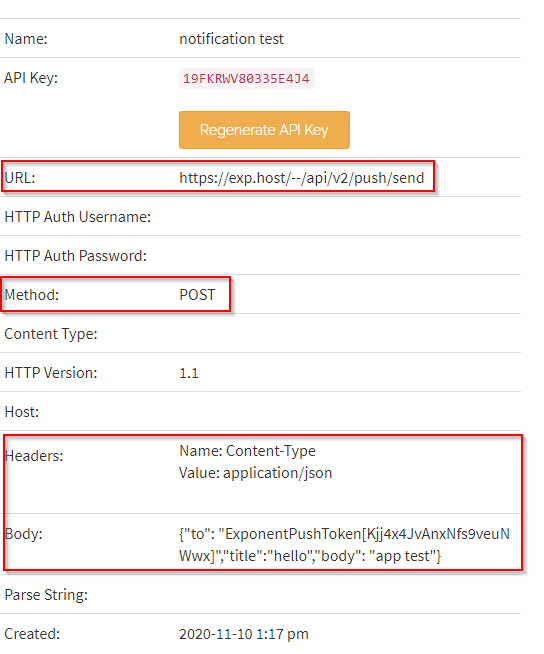 Name: notification test
API Key: 19FKRWV80335E4J4
Regenerate API Key
URL: https://exp.host/--/api/v2/push/send
HTTP Auth Username:
HTTP Auth Password:
Method: POST
Content Type:
HTTP Version: 1.1
Host:
Headers: Name: Content-Type
Value: application/json
Body: {"to": "ExponentPushToken[Kjj4x4JvAnxNfs9veuN
Wwx]","title":"hello","body": "app test"}
Parse String:
Created: 2020-11-10 1:17 pm